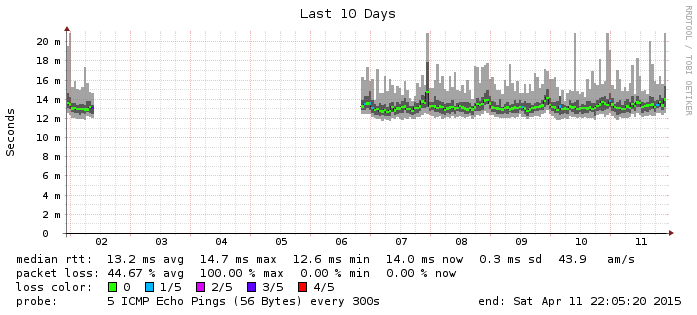 Last 10 Days
RRDTOOL / TOBI OETIKER
Seconds
20 m
18 m
16 m
14 m
12 m
10 m
8 m
6 m
4 m
2 m
0
02 03 04 05 06 07 08 09 10 11
median rtt: 13.2 ms avg 14.7 ms max 12.6 ms min 14.0 ms now 0.3 ms sd 43.9 am/s
packet loss: 44.67 % avg 100.00 % max 0.00 % min 0.00 % now
loss color: 0 1/5 2/5 3/5 4/5
probe: 5 ICMP Echo Pings (56 Bytes) every 300s end: Sat Apr 11 22:05:20 2015